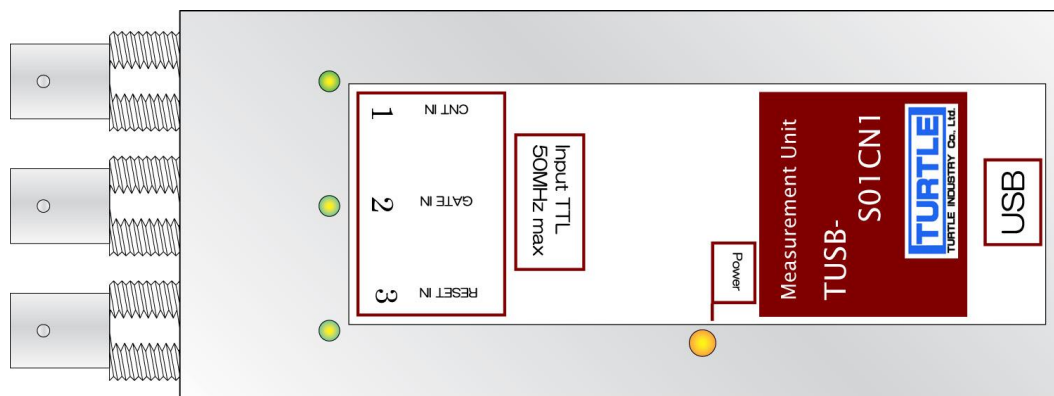 1 CNT IN
2 GATE IN
3 RESET IN
Input TTL
50MHz max
Power
Measurement Unit
TUSB-
S01CN1
TURTLE
TURTLE INDUSTRY Co., Ltd.
USB